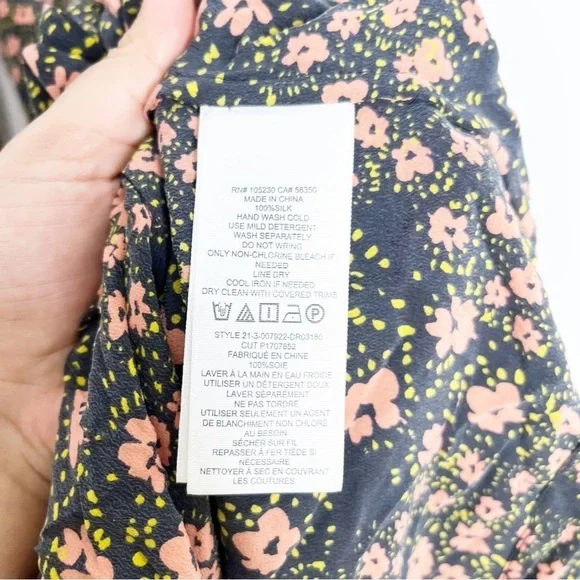 RN# 105230 CA# 58350
MADE IN CHINA
100%SILK
HAND WASH COLD
USE MILD DETERGENT
WASH SEPARATELY
DO NOT WRING
ONLY NON-CHLORINE BLEACH IF
NEEDED
LINE DRY
COOL IRON IF NEEDED
DRY CLEAN WITH COVERED TRIMS
P
STYLE 21-3-007922-DR03180
CUT P1707852
FABRIQUÉ EN CHINE
100%SOIE
LAVER À LA MAIN EN EAU FROIDE
UTILISER UN DÉTERGENT DOUX
LAVER SÉPARÉMENT
NE PAS TORDRE
UTILISER SEULEMENT UN AGENT
DE BLANCHIMENT NON CHLORÉ
AU BESOIN
SÉCHER SUR FIL
REPASSER À FER TIÈDE SI
NÉCESSAIRE
NETTOYER À SEC EN COUVRANT
LES COUTURES